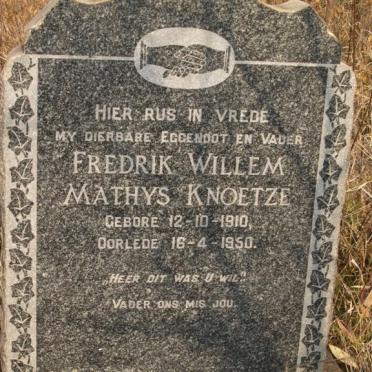 HIER RUS IN VREDE
MY DIERBARE EGGENOOT EN VADER
FREDRIK WILLEM
MATHYS KNOETZE
GEBORE 12-10-1910,
OORLEDE 16-4-1950.
„HEER DIT WAS U WIL".
VADER ONS MIS JOU.